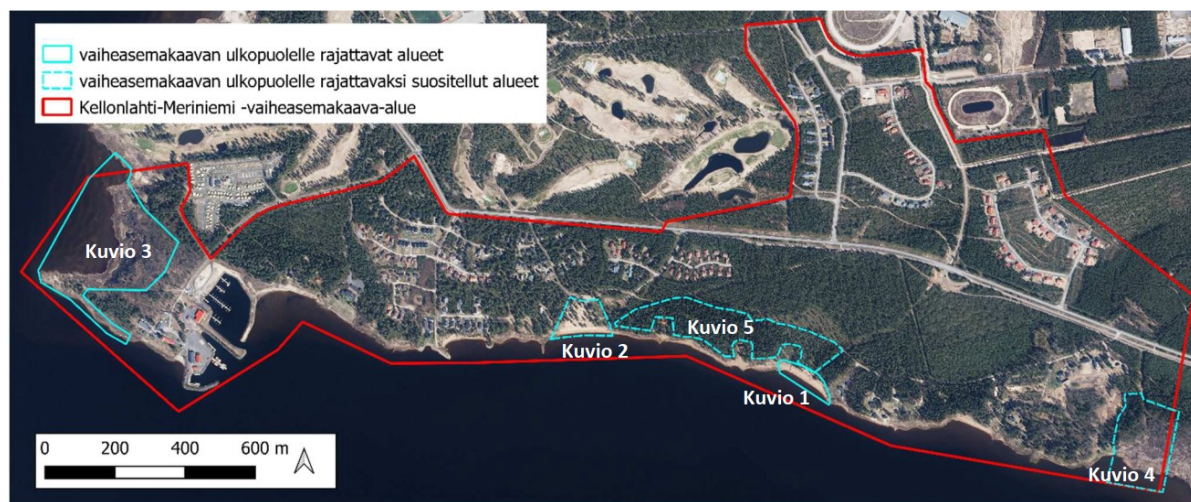 vaiheasemakaavan ulkopuolelle rajattavat alueet
vaiheasemakaavan ulkopuolelle rajattavaksi suositellut alueet
Kellonlahti-Meriniemi -vaiheasemakaava-alue
Kuvio 3
Kuvio 5
Kuvio 2
Kuvio 1
Kuvio 4
0 200 400 600 m